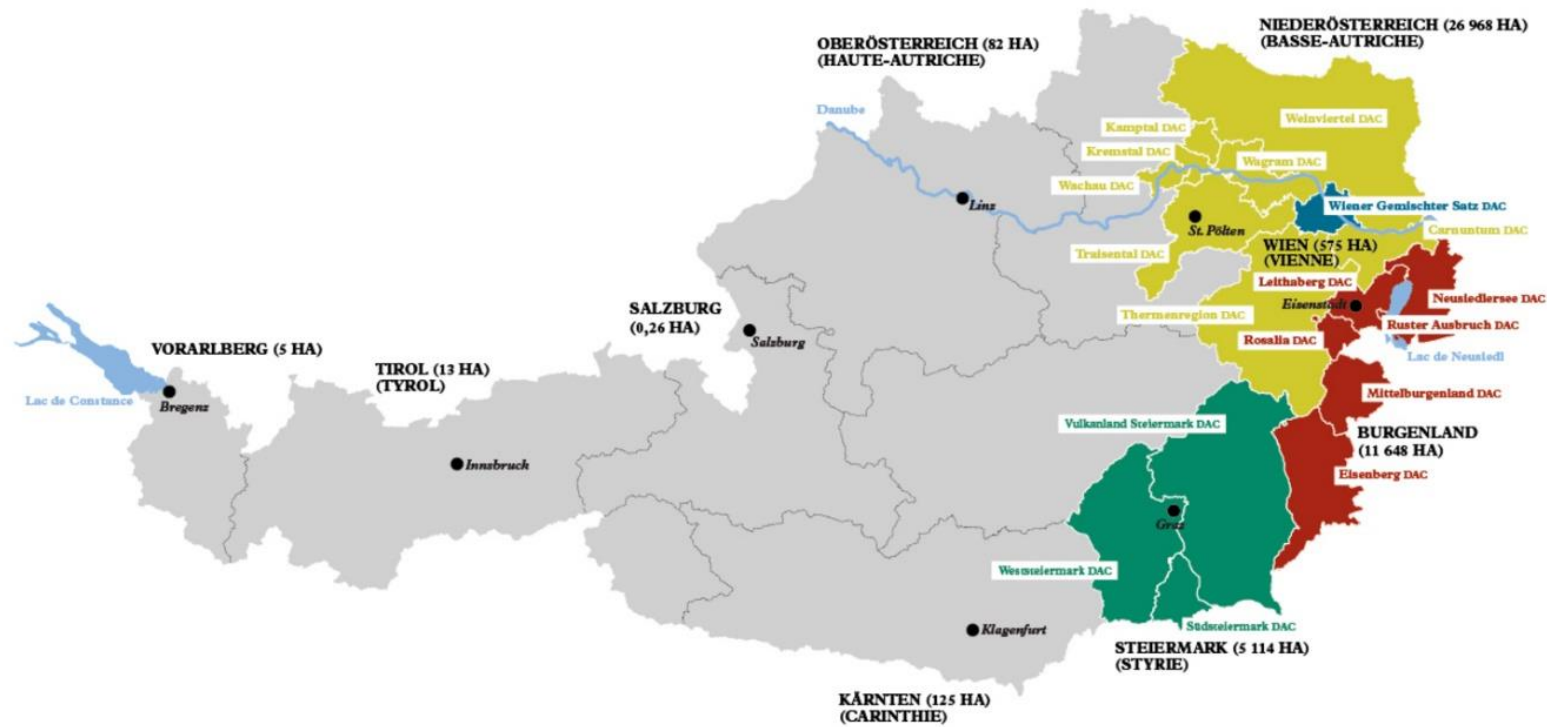 NIEDERÖSTERREICH (26 968 HA)
(BASSE-AUTRICHE)
OBERÖSTERREICH (82 HA)
(HAUTE-AUTRICHE)
Danube
Weinviertel DAC
Kamptal DAC
Kremstal DAC
Wagram DAC
Wachau DAC
Linz
Wiener Gemischter Satz DAC
St. Pölten
Carnuntum DAC
WIEN (575 HA)
(VIENNE)
Traisental DAC
Leithaberg DAC
Neusiedlersee DAC
Eisenstadt
SALZBURG
(0,26 HA)
Thermenregion DAC
Ruster Ausbruch DAC
Salzburg
Rosalia DAC
Lac de Neusiedl
VORARLBERG (5 HA)
TIROL (13 HA)
(TYROL)
Lac de Constance
Bregenz
Mittelburgenland DAC
Vulkanland Steiermark DAC
BURGENLAND
(11 648 HA)
Innsbruch
Eisenberg DAC
Graz
Weststeiermark DAC
Klagenfurt
Südsteiermark DAC
STEIERMARK (5 114 HA)
(STYRIE)
KÄRNTEN (125 HA)
(CARINTHIE)